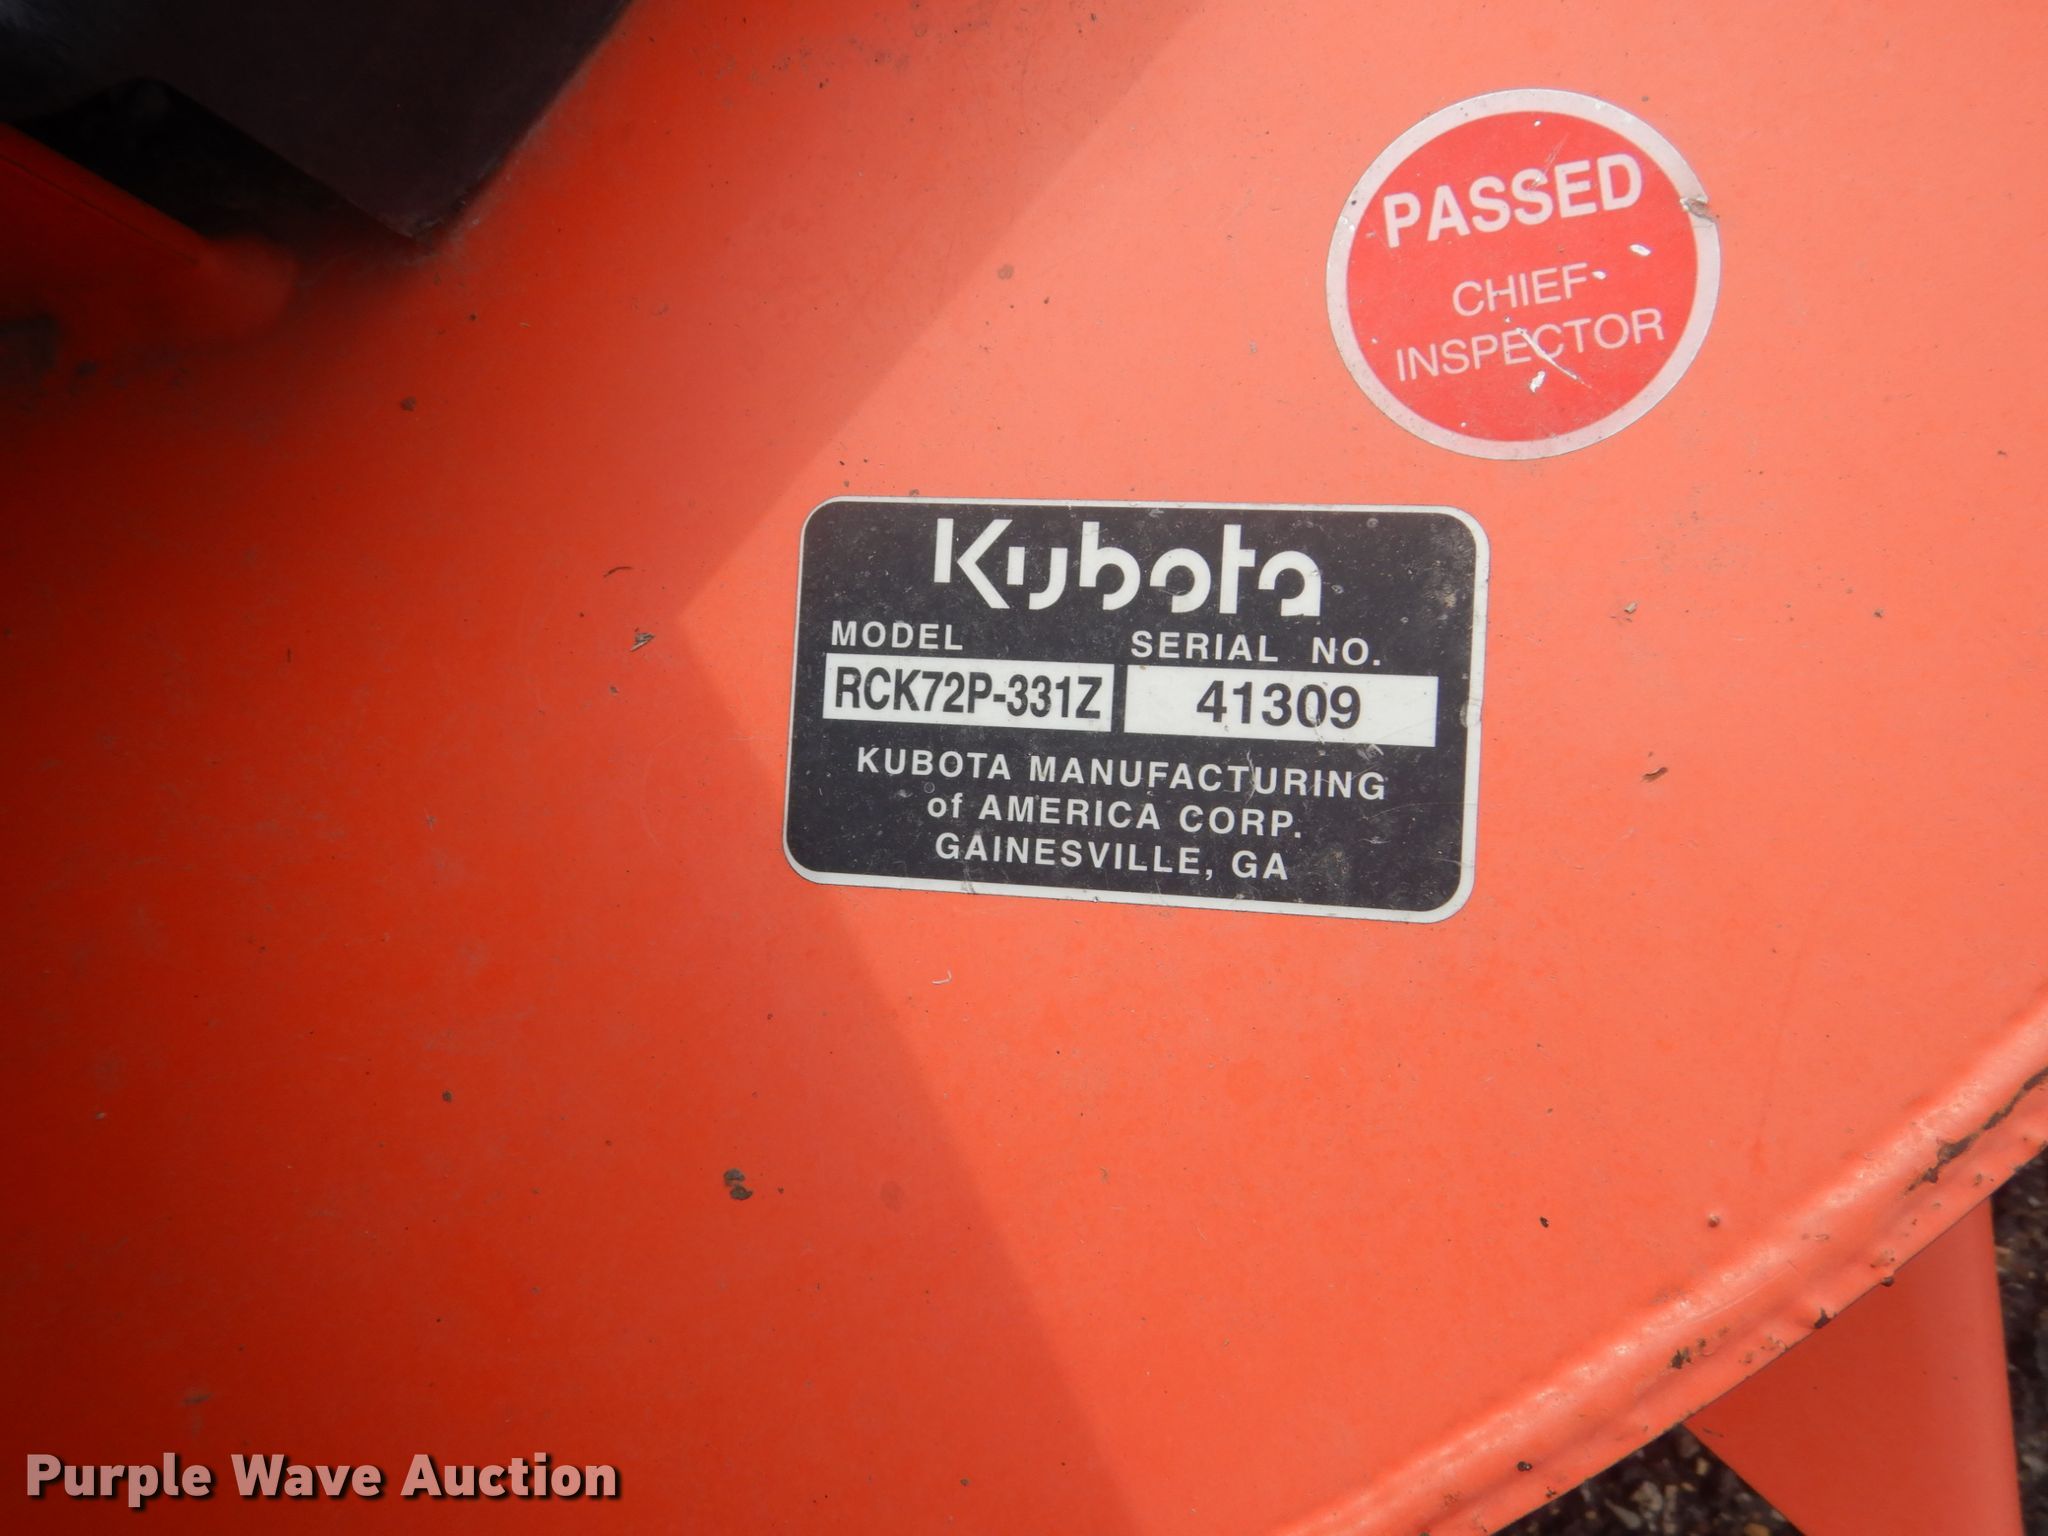 PASSED
CHIEF
INSPECTOR
Kubota
MODEL SERIAL NO.
RCK72P-331Z 41309
KUBOTA MANUFACTURING
of AMERICA CORP.
GAINESVILLE, GA
Purple Wave Auction